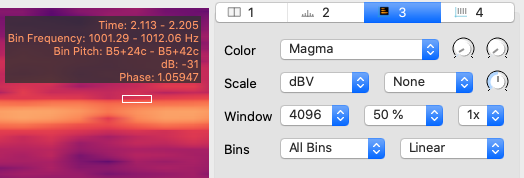 Time: 2.113 - 2.205
Bin Frequency: 1001.29 - 1012.06 Hz
Bin Pitch: B5+24c - B5+42c
dB: -31
Phase: 1.05947
1
2
3
4
Color
Magma
Scale
dBV
None
Window
4096
50 %
1x
Bins
All Bins
Linear